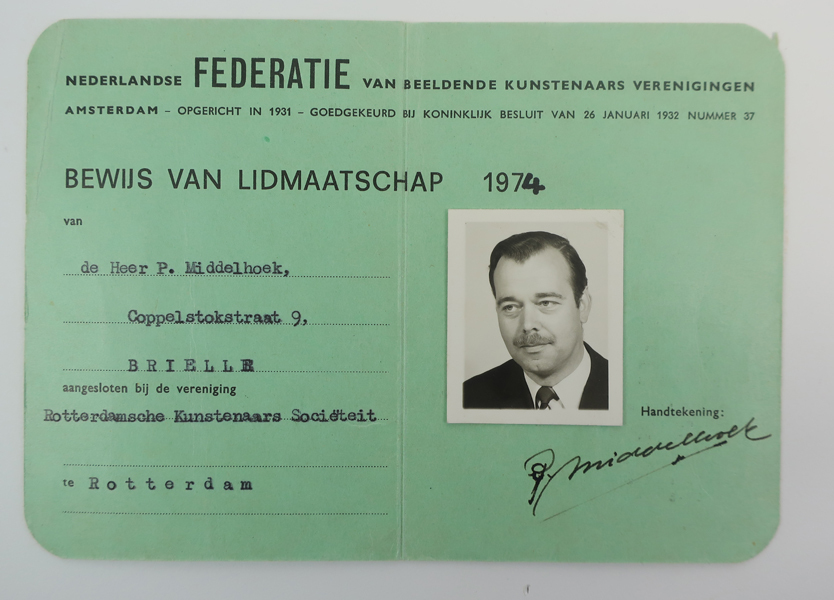 NEDERLANDSE FEDERATIE VAN BEELDENDE KUNSTENAARS VERENIGINGEN
AMSTERDAM – OPGERICHT IN 1931 – GOEDGEKEURD BIJ KONINKLIJK BESLUIT VAN 26 JANUARI 1932 NUMMER 37
BEWIJS VAN LIDMAATSCHAP 1974
van
de Heer P. Middelhoek,
Coppelstokstraat 9,
BRIELLE
aangesloten bij de vereniging
Rotterdamsche Kunstenaars Sociëteit
te Rotterdam
Handtekening:
P. Middelhoek